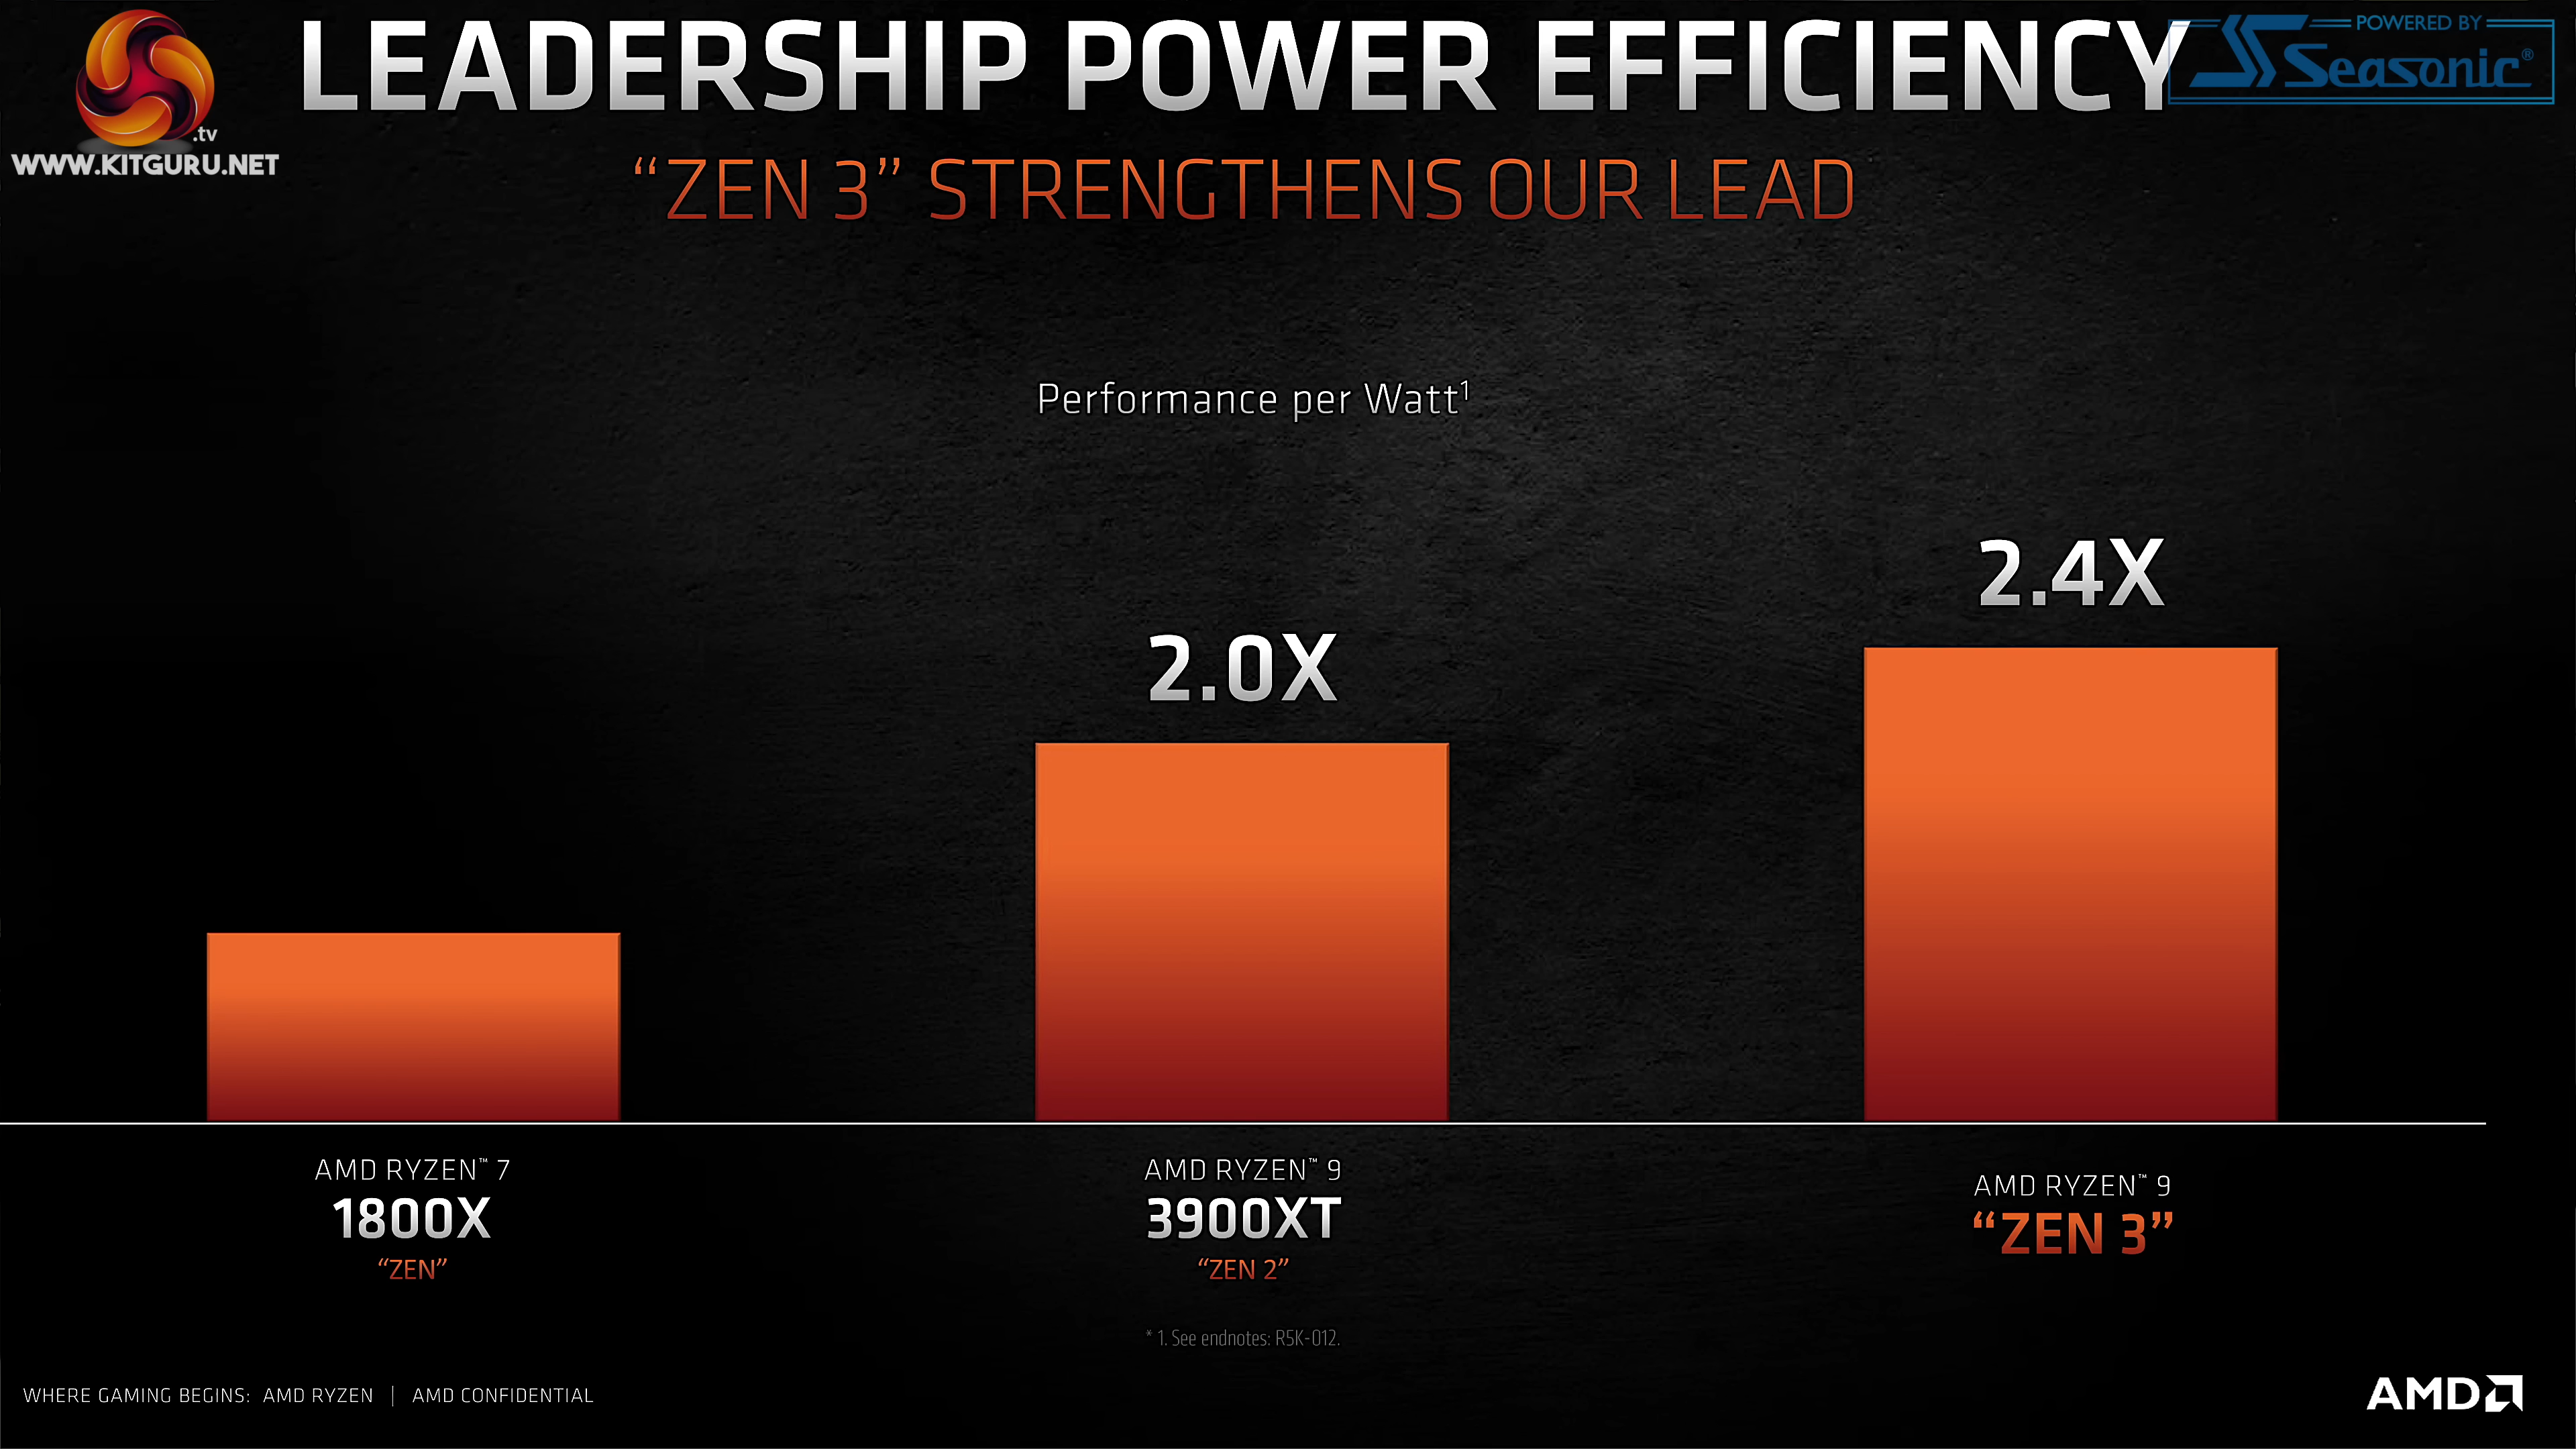 LEADERSHIP POWER EFFICIENCY
POWERED BY
Seasonic®
.tv
WWW.KITGURU.NET
“ZEN 3” STRENGTHENS OUR LEAD
Performance per Watt¹
2.0X
2.4X
AMD RYZEN™ 7
1800X
“ZEN”
AMD RYZEN™ 9
3900XT
“ZEN 2”
AMD RYZEN™ 9
“ZEN 3”
* 1. See endnotes: R5K-012.
WHERE GAMING BEGINS: AMD RYZEN | AMD CONFIDENTIAL
AMD